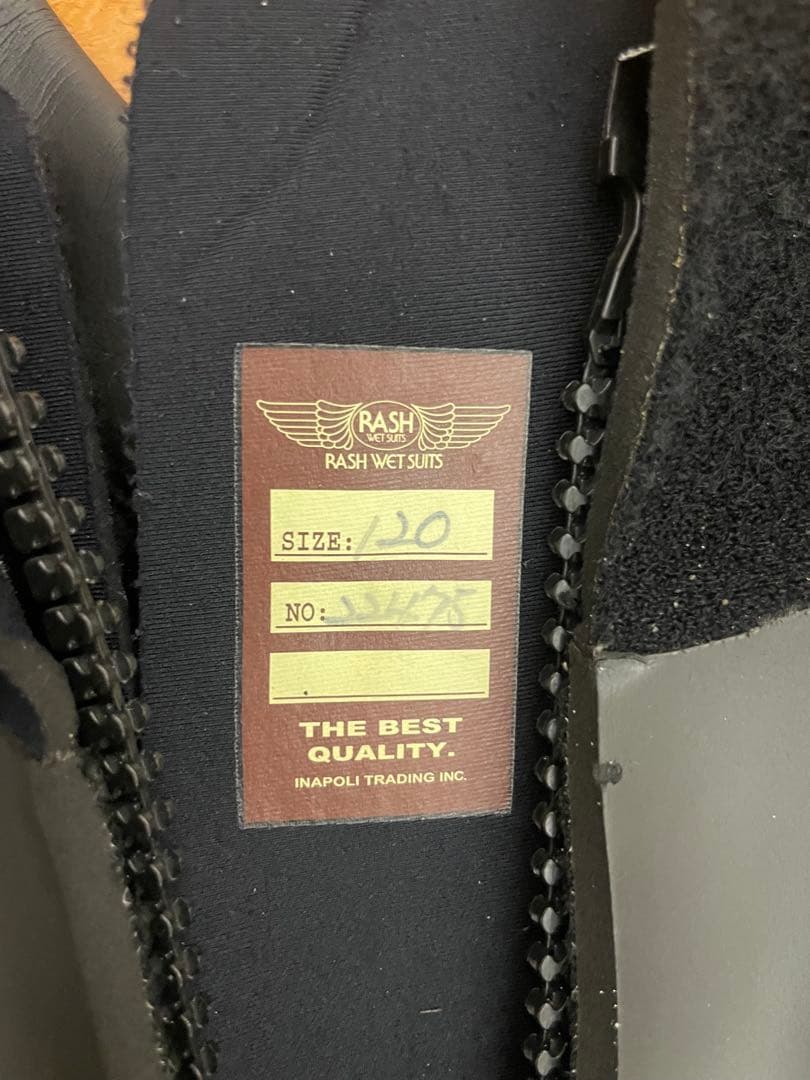 RASH
WET SUITS
RASH WET SUITS
SIZE: 120
NO:
THE BEST
QUALITY.
INAPOLI TRADING INC.